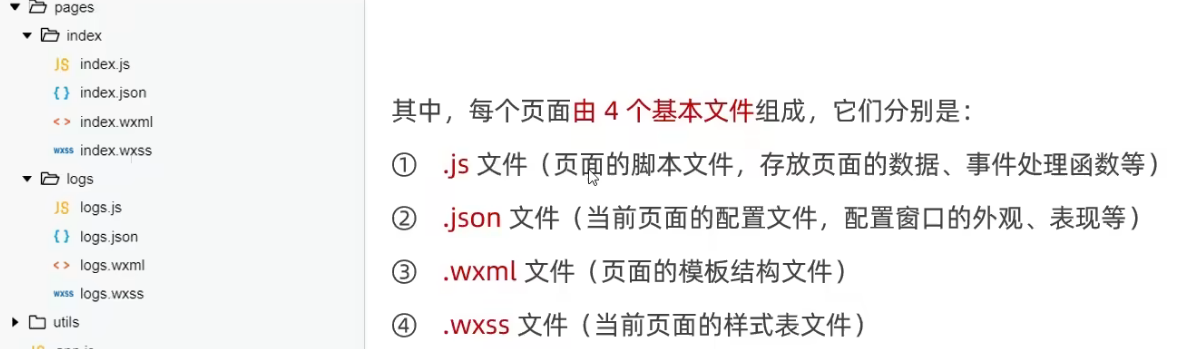 pages
index
JS index.js
{ } index.json
< > index.wxml
wxss index.wxss
logs
JS logs.js
{ } logs.json
< > logs.wxml
wxss logs.wxss
utils
其中，每个页面由 4 个基本文件组成，它们分别是：
① .js 文件（页面的脚本文件，存放页面的数据、事件处理函数等）
② .json 文件（当前页面的配置文件，配置窗口的外观、表现等）
③ .wxml 文件（页面的模板结构文件）
④ .wxss 文件（当前页面的样式表文件）